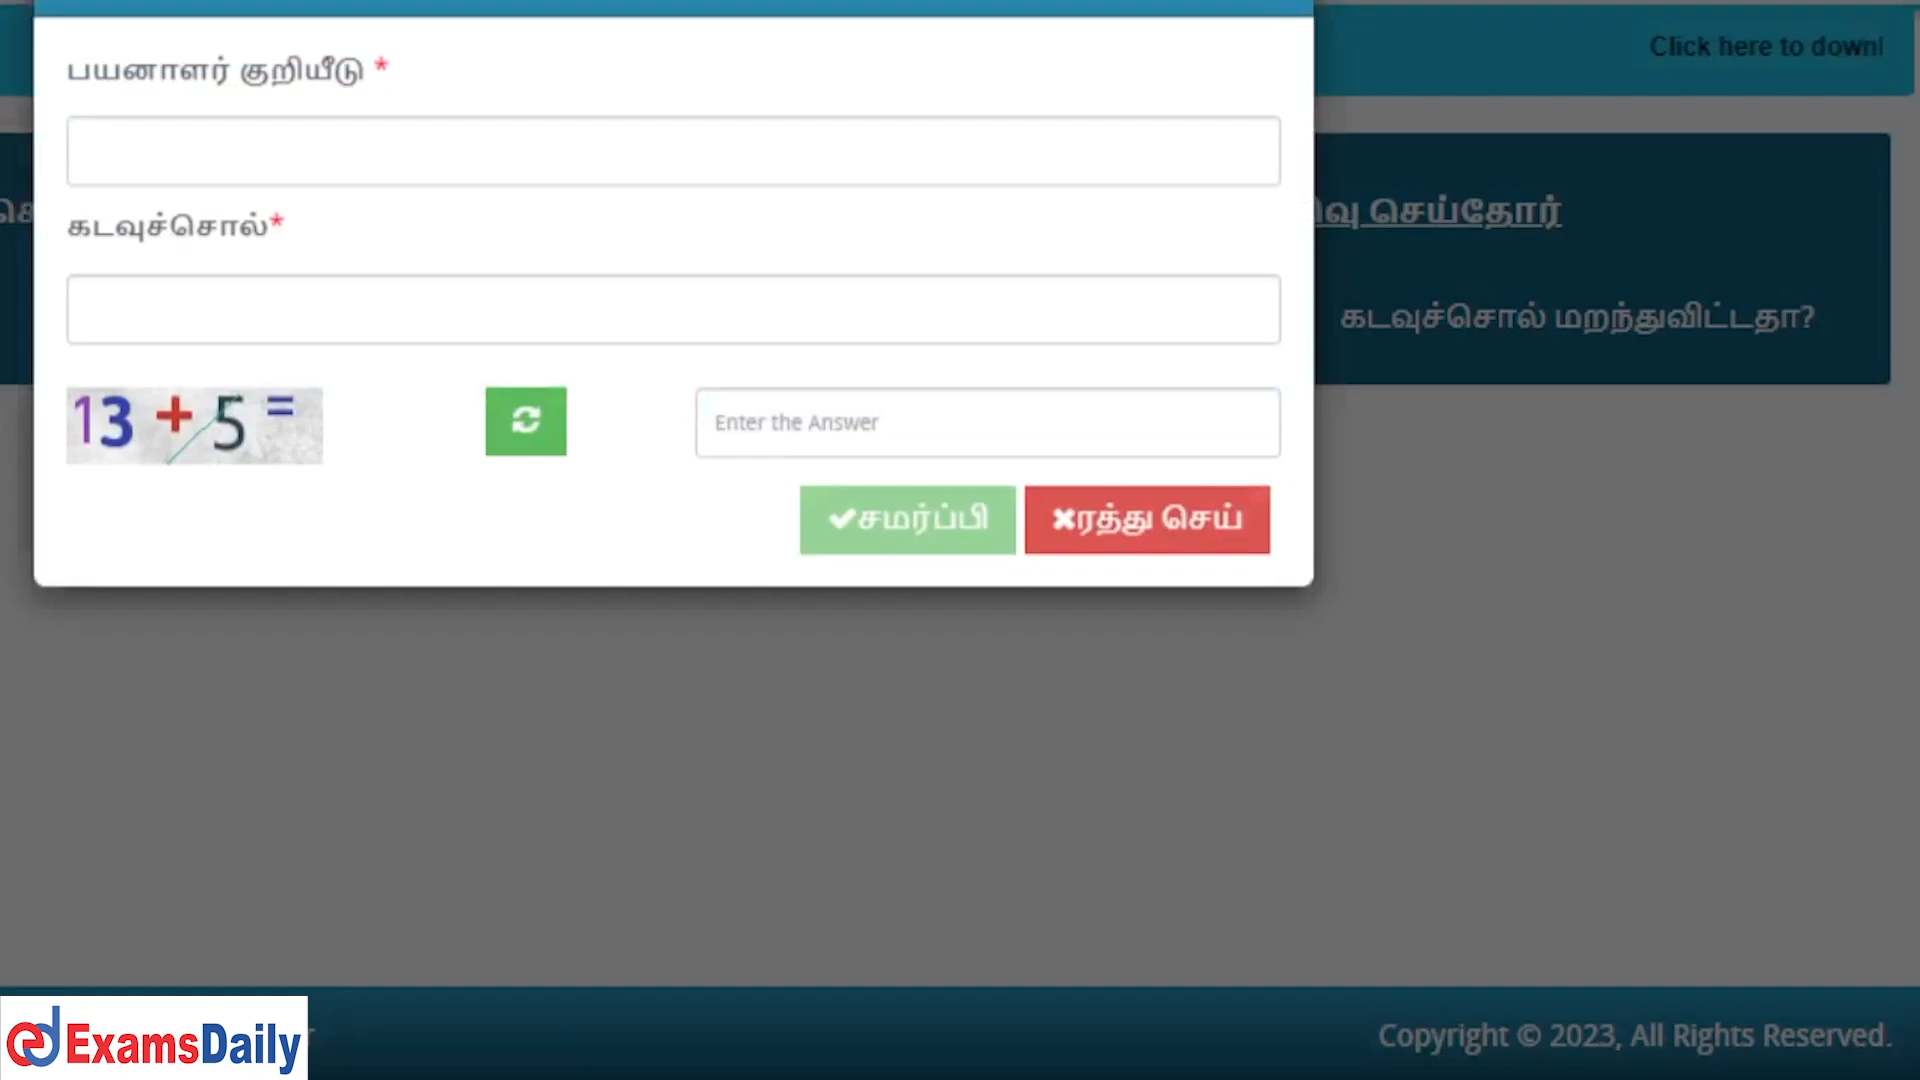 Click here to downl
பயனாளர் குறியீடு *
கடவுச்சொல்*
செய்தோர்
கடவுச்சொல் மறந்துவிட்டதா?
13 + 5 =
Enter the Answer
சமர்ப்பி
ரத்து செய்
ExamsDaily
Copyright © 2023, All Rights Reserved.